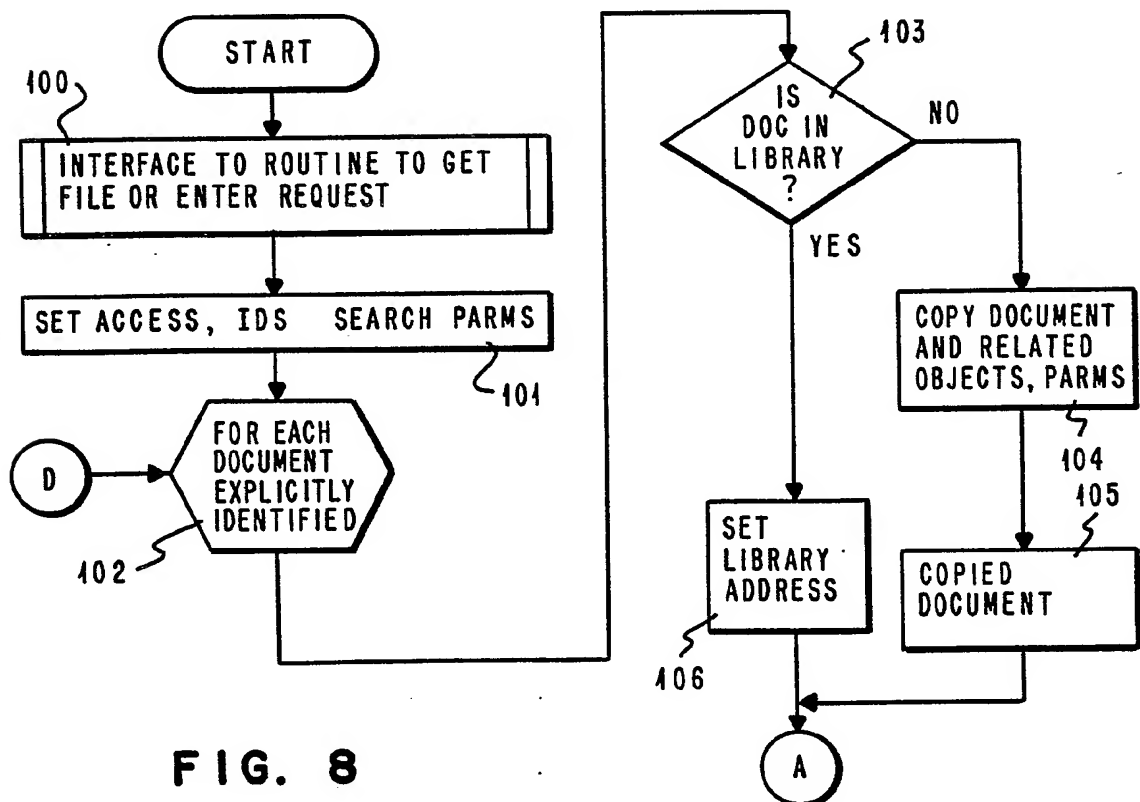 START
100
INTERFACE TO ROUTINE TO GET
FILE OR ENTER REQUEST
SET ACCESS, IDS SEARCH PARMS
101
D
FOR EACH
DOCUMENT
EXPLICITLY
IDENTIFIED
102
103
IS
DOC IN
LIBRARY
?
NO
YES
COPY DOCUMENT
AND RELATED
OBJECTS, PARMS
104
105
SET
LIBRARY
ADDRESS
106
COPIED
DOCUMENT
A
FIG. 8